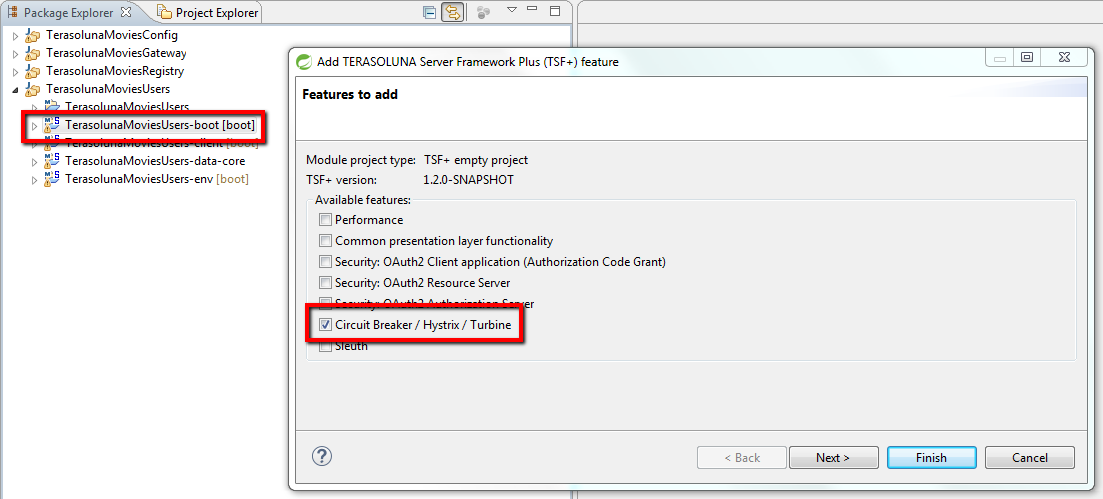 Package Explorer
Project Explorer
TerasolunaMoviesConfig
TerasolunaMoviesGateway
TerasolunaMoviesRegistry
TerasolunaMoviesUsers
TerasolunaMoviesUsers
TerasolunaMoviesUsers-boot [boot]
TerasolunaMoviesUsers-client [boot]
TerasolunaMoviesUsers-data-core
TerasolunaMoviesUsers-env [boot]
Add TERASOLUNA Server Framework Plus (TSF+) feature
Features to add
Module project type: TSF+ empty project
TSF+ version: 1.2.0-SNAPSHOT
Available features:
Performance
Common presentation layer functionality
Security: OAuth2 Client application (Authorization Code Grant)
Security: OAuth2 Resource Server
Security: OAuth2 Authorization Server
Circuit Breaker / Hystrix / Turbine
Sleuth
?
< Back
Next >
Finish
Cancel